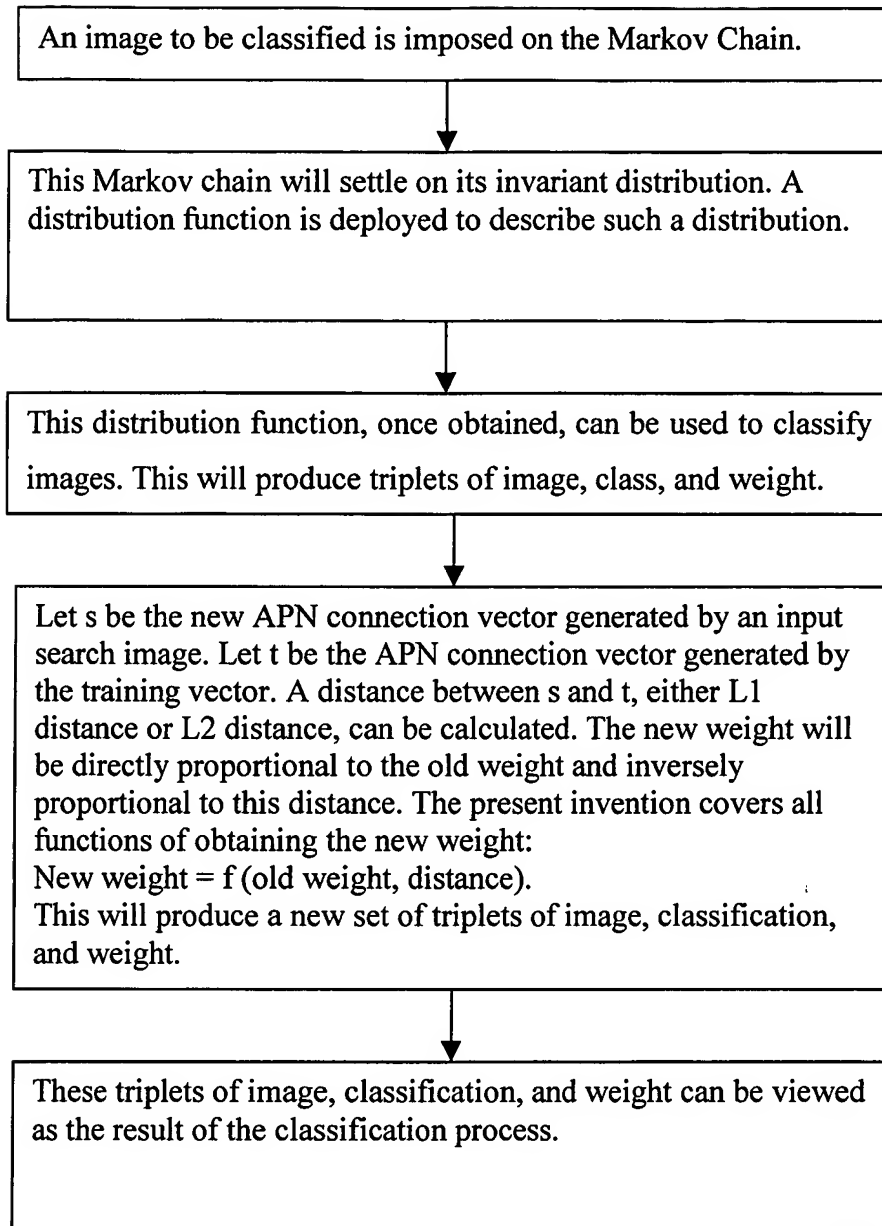 An image to be classified is imposed on the Markov Chain.
This Markov chain will settle on its invariant distribution. A
distribution function is deployed to describe such a distribution.
This distribution function, once obtained, can be used to classify
images. This will produce triplets of image, class, and weight.
Let s be the new APN connection vector generated by an input
search image. Let t be the APN connection vector generated by
the training vector. A distance between s and t, either L1
distance or L2 distance, can be calculated. The new weight will
be directly proportional to the old weight and inversely
proportional to this distance. The present invention covers all
functions of obtaining the new weight:
New weight = f (old weight, distance).
This will produce a new set of triplets of image, classification,
and weight.
These triplets of image, classification, and weight can be viewed
as the result of the classification process.